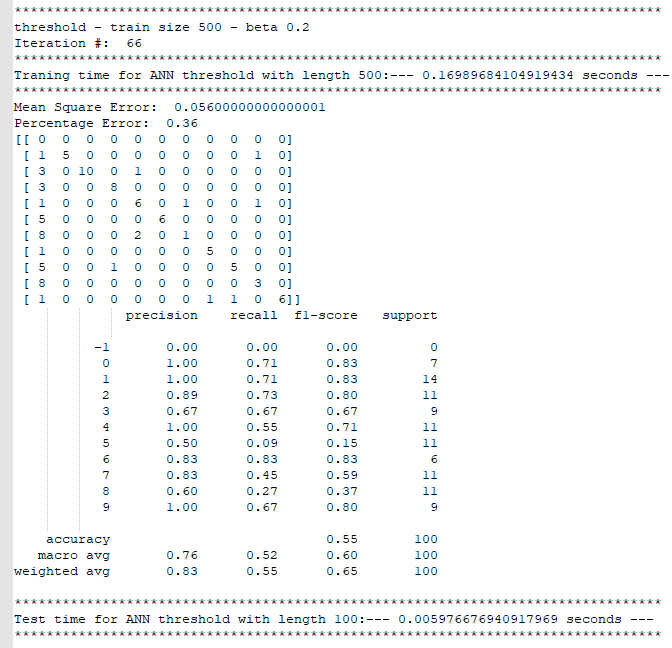 *********************************************************************************
threshold - train size 500 - beta 0.2
Iteration #:  66
*********************************************************************************
Traning time for ANN threshold with length 500:--- 0.16989684104919434 seconds ---
*********************************************************************************
Mean Square Error:  0.05600000000000001
Percentage Error:  0.36
[[ 0  0  0  0  0  0  0  0  0  0  0]
 [ 1  5  0  0  0  0  0  0  0  1  0]
 [ 3  0 10  0  1  0  0  0  0  0  0]
 [ 3  0  0  8  0  0  0  0  0  0  0]
 [ 1  0  0  0  6  0  1  0  0  1  0]
 [ 5  0  0  0  0  6  0  0  0  0  0]
 [ 8  0  0  0  2  0  1  0  0  0  0]
 [ 1  0  0  0  0  0  0  5  0  0  0]
 [ 5  0  0  1  0  0  0  0  5  0  0]
 [ 8  0  0  0  0  0  0  0  0  3  0]
 [ 1  0  0  0  0  0  0  1  1  0  6]]
              precision    recall  f1-score   support

          -1       0.00      0.00      0.00         0
           0       1.00      0.71      0.83         7
           1       1.00      0.71      0.83        14
           2       0.89      0.73      0.80        11
           3       0.67      0.67      0.67         9
           4       1.00      0.55      0.71        11
           5       0.50      0.09      0.15        11
           6       0.83      0.83      0.83         6
           7       0.83      0.45      0.59        11
           8       0.60      0.27      0.37        11
           9       1.00      0.67      0.80         9

    accuracy                           0.55       100
   macro avg       0.76      0.52      0.60       100
weighted avg       0.83      0.55      0.65       100

*********************************************************************************
Test time for ANN threshold with length 100:--- 0.005976676940917969 seconds ---
*********************************************************************************